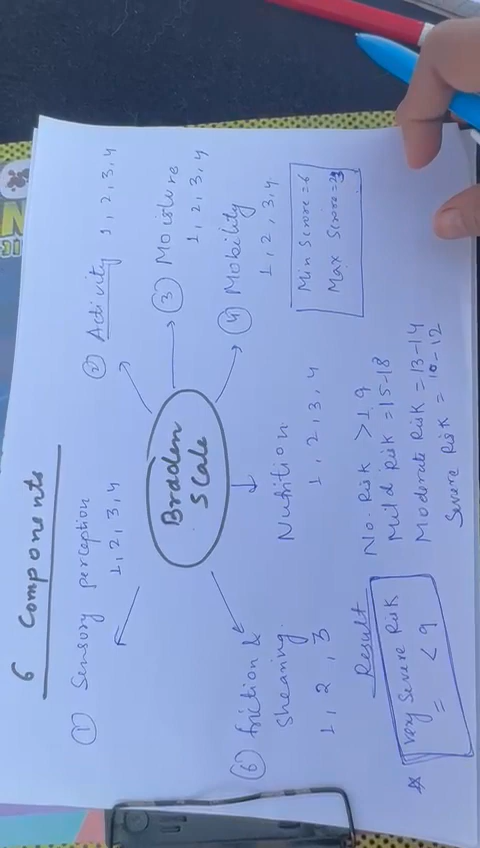 6 Components
① Sensory perception
1, 2, 3, 4
② Activity 1, 2, 3, 4
③ Moisture
1, 2, 3, 4
④ Mobility
1, 2, 3, 4
Braden
Scale
Nutrition
1, 2, 3, 4
⑥ friction &
Shearing.
1, 2, 3
Min Score = 6
Max Score = 23
Result
No. Risk > 19
Mild Risk = 15-18
Moderate Risk = 13-14
Severe Risk = 10-12
* Very Severe Risk
= < 9